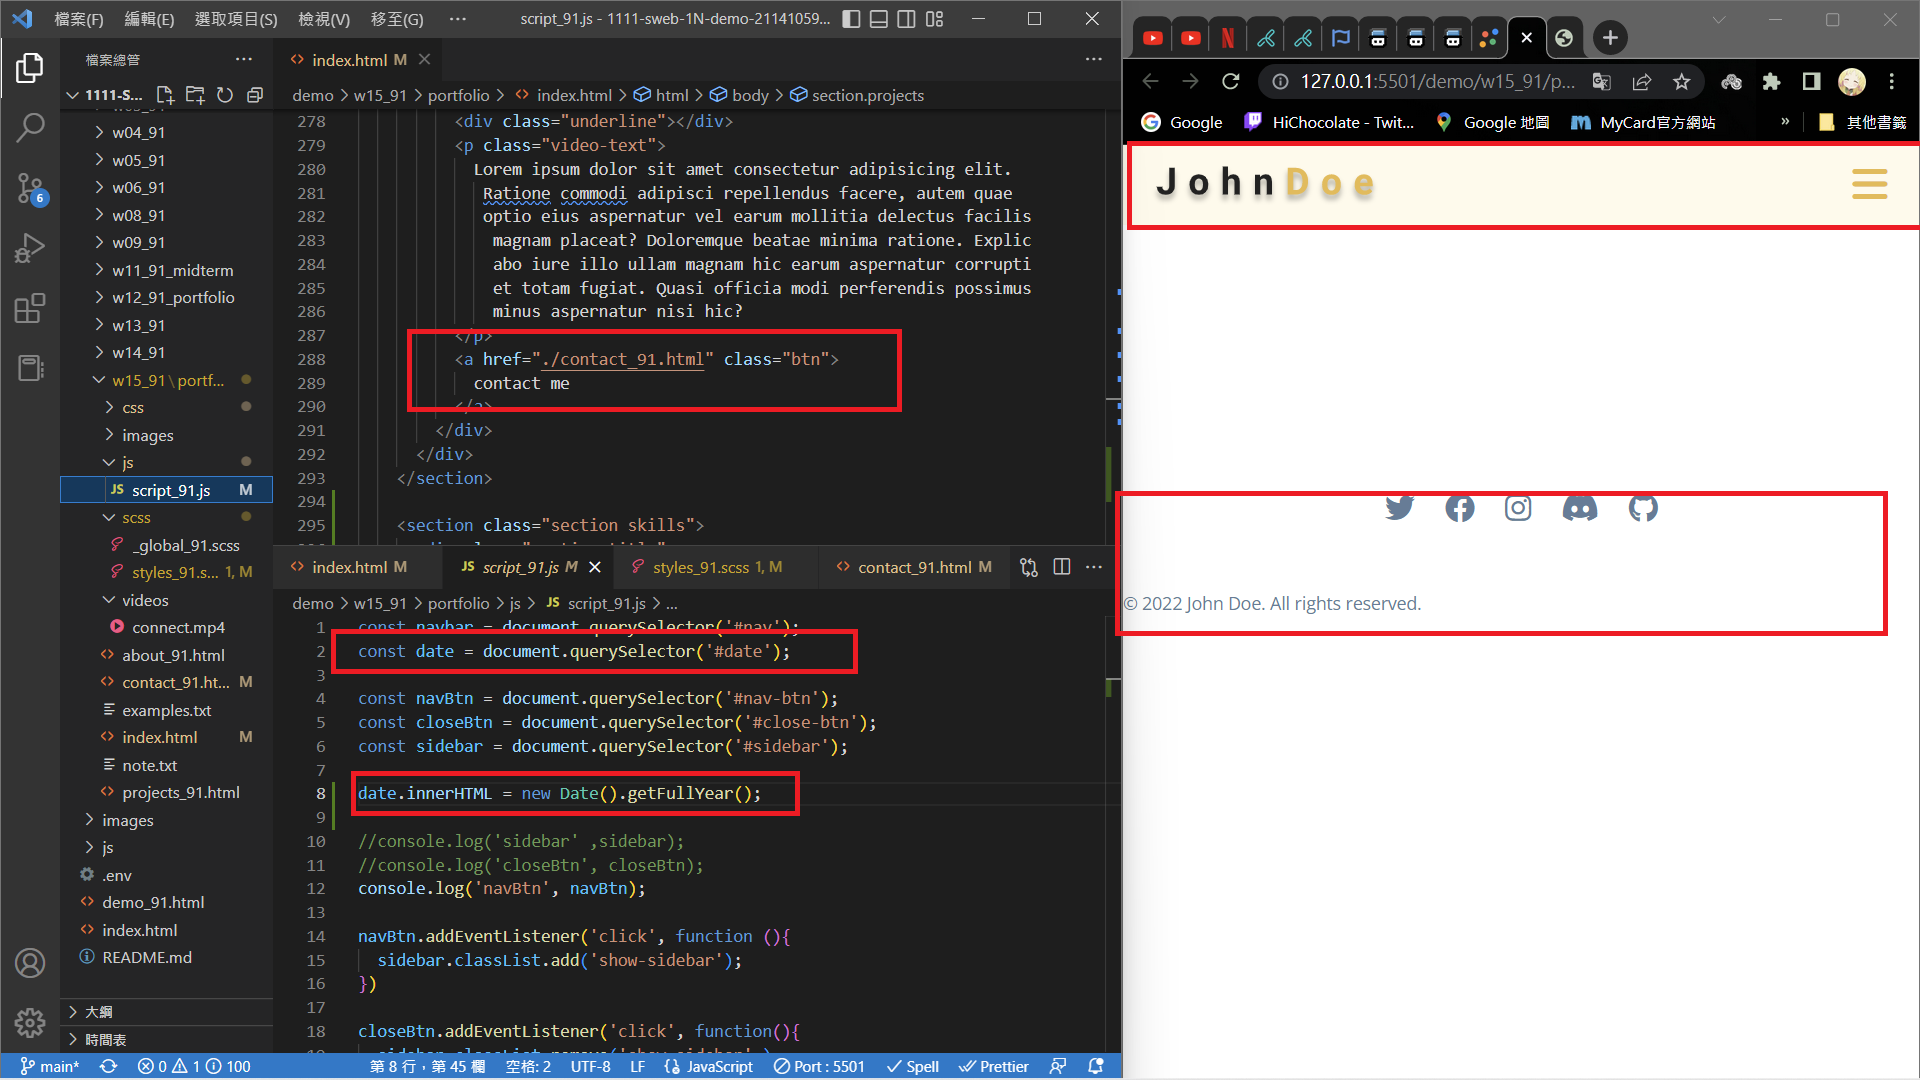 檔案(F) 編輯(E) 選取項目(S) 檢視(V) 移至(G) ··· script_91.js - 1111-sweb-1N-demo-21141059...
檔案總管 ···
1111-S...
w04_91
w05_91
w06_91
w08_91
w09_91
w11_91_midterm
w12_91_portfolio
w13_91
w14_91
w15_91\portf...
css
images
js
JS script_91.js M
scss
_global_91.scss
styles_91.s... 1, M
videos
connect.mp4
about_91.html
contact_91.ht... M
examples.txt
index.html M
note.txt
projects_91.html
images
js
.env
demo_91.html
index.html
README.md
大綱
時間表
6
index.html M
demo > w15_91 > portfolio > index.html > html > body > section.projects
278 <div class="underline"></div>
279 <p class="video-text">
280 Lorem ipsum dolor sit amet consectetur adipisicing elit.
281 Ratione commodi adipisci repellendus facere, autem quae
282 optio eius aspernatur vel earum mollitia delectus facilis
283 magnam placeat? Doloremque beatae minima ratione. Explic
284 abo iure illo ullam magnam hic earum aspernatur corrupti
285 et totam fugiat. Quasi officia modi perferendis possimus
286 minus aspernatur nisi hic?
287 </p>
288 <a href="./contact_91.html" class="btn">
289 contact me
290 </a>
291 </div>
292 </div>
293 </section>
294
295 <section class="section skills">
index.html M JS script_91.js M styles_91.scss 1, M contact_91.html M ···
demo > w15_91 > portfolio > js > JS script_91.js > ...
1 const navbar = document.querySelector('#nav');
2 const date = document.querySelector('#date');
3
4 const navBtn = document.querySelector('#nav-btn');
5 const closeBtn = document.querySelector('#close-btn');
6 const sidebar = document.querySelector('#sidebar');
7
8 date.innerHTML = new Date().getFullYear();
9
10 //console.log('sidebar' ,sidebar);
11 //console.log('closeBtn', closeBtn);
12 console.log('navBtn', navBtn);
13
14 navBtn.addEventListener('click', function (){
15 sidebar.classList.add('show-sidebar');
16 })
17
18 closeBtn.addEventListener('click', function(){
main* 0 1 100 第 8 行，第 45 欄 空格: 2 UTF-8 LF JavaScript Port : 5501 Spell Prettier
127.0.0.1:5501/demo/w15_91/p...
Google HiChocolate - Twit... Google 地圖 MyCard官方網站 » 其他書籤
JohnDoe
© 2022 John Doe. All rights reserved.